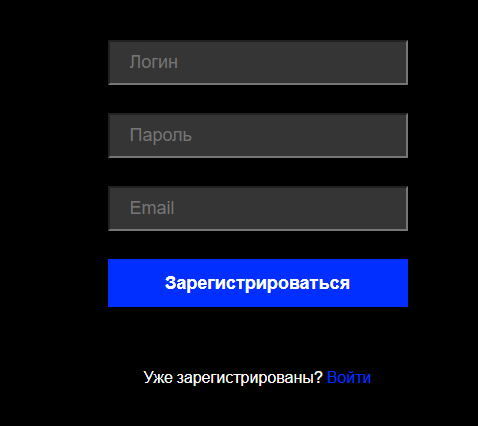 Логин
Пароль
Email
Зарегистрироваться
Уже зарегистрированы? Войти